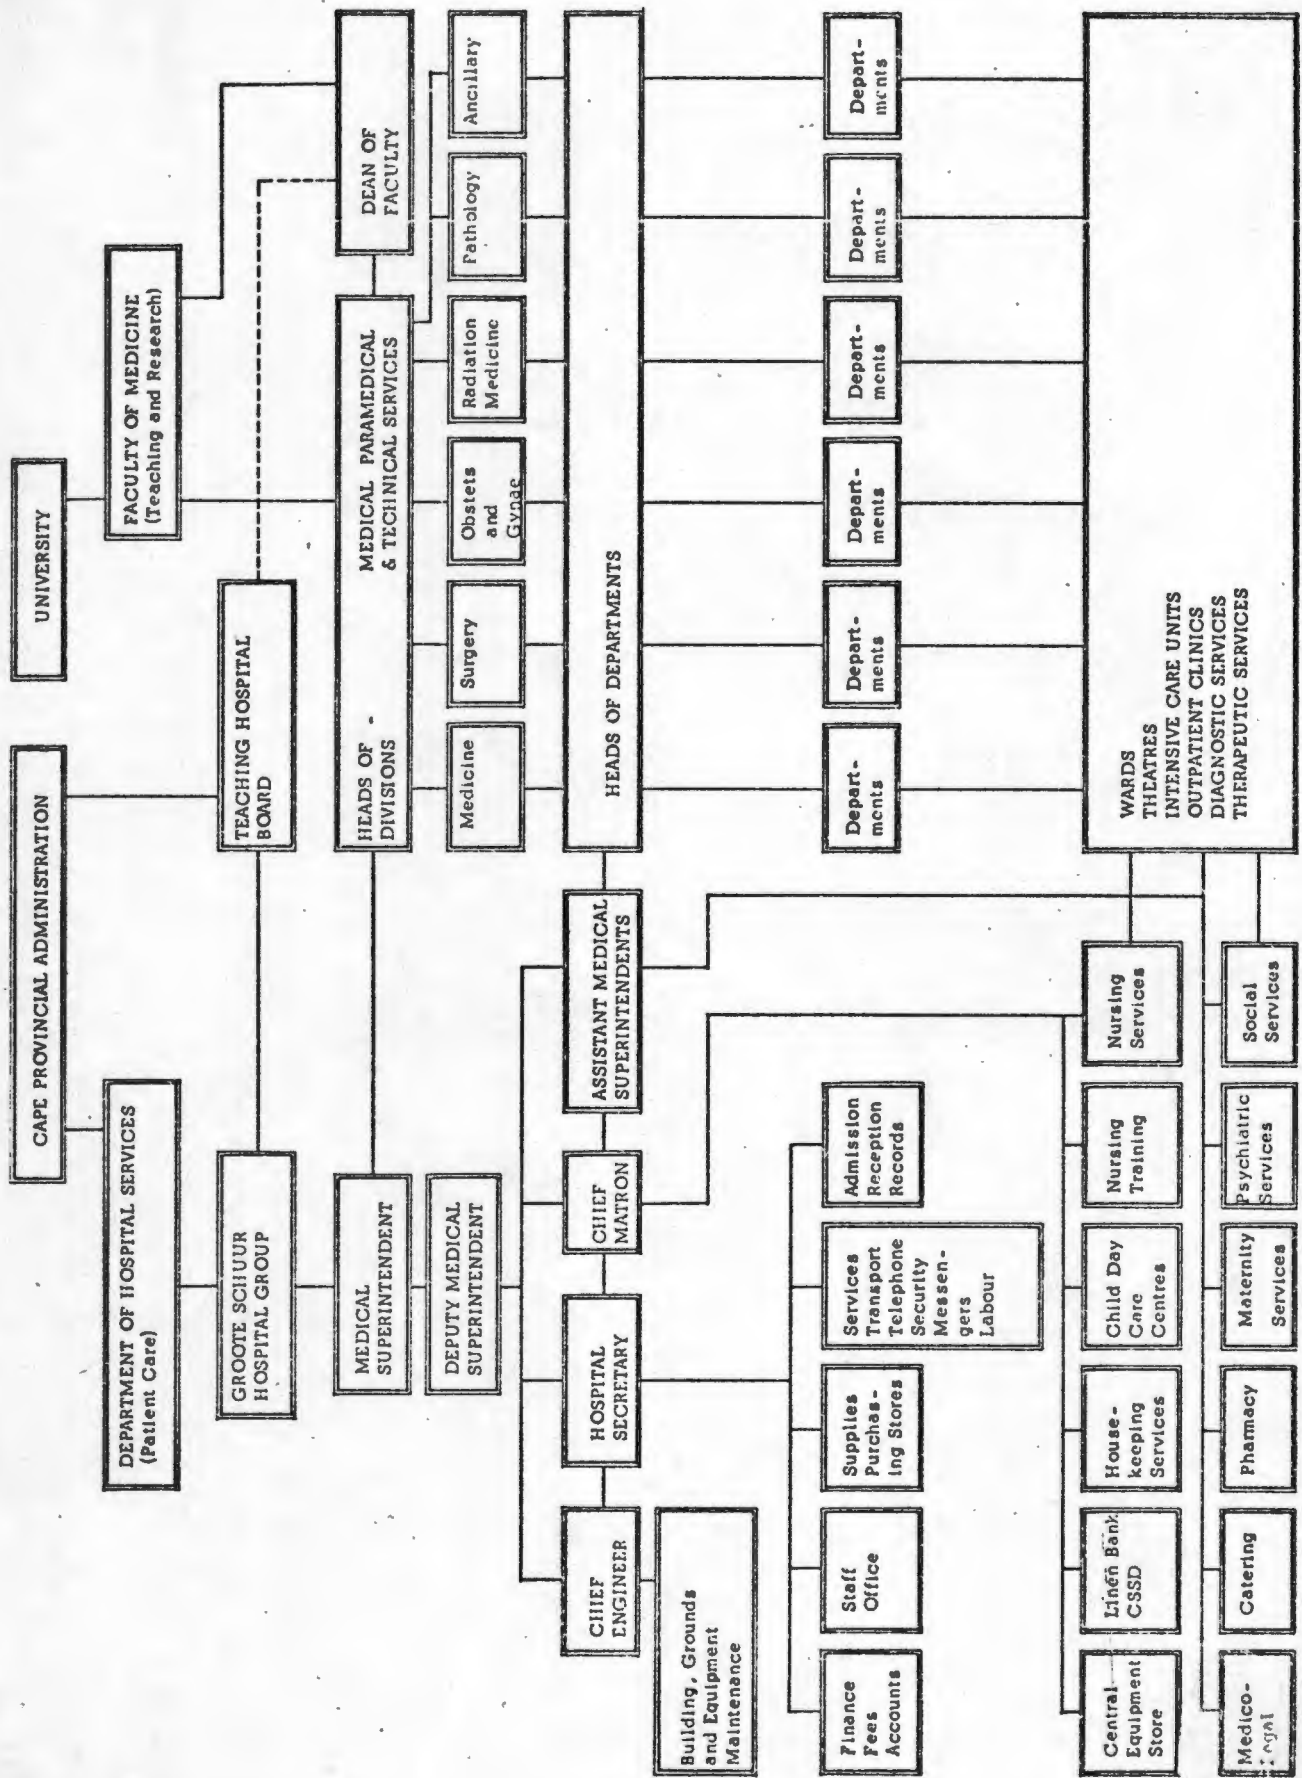 UNIVERSITY
CAPE PROVINCIAL ADMINISTRATION
FACULTY OF MEDICINE
(Teaching and Research)
DEPARTMENT OF HOSPITAL SERVICES
(Patient Care)
TEACHING HOSPITAL
BOARD
GROOTE SCHUUR
HOSPITAL GROUP
DEAN OF
FACULTY
HEADS OF -
DIVISIONS
MEDICAL PARAMEDICAL
& TECHNICAL SERVICES
MEDICAL
SUPERINTENDENT
DEPUTY MEDICAL
SUPERINTENDENT
Medicine
Surgery
Obstets
and
Gynae
Radiation
Medicine
Pathology
Ancillary
CHIEF
ENGINEER
HOSPITAL
SECRETARY
CHIEF
MATRON
ASSISTANT MEDICAL
SUPERINTENDENTS
HEADS OF DEPARTMENTS
Building, Grounds
and Equipment
Maintenance
Finance
Fees
Accounts
Staff
Office
Supplies
Purchas-
ing Stores
Services
Transport
Telephone
Security
Messen-
gers
Labour
Admission
Reception
Records
Depart-
ments
Depart-
ments
Depart-
ments
Depart-
ments
Depart-
ments
Depart-
ments
Central
Equipment
Store
Linen Bank
CSSD
House-
keeping
Services
Child Day
Care
Centres
Nursing
Training
Nursing
Services
WARDS
THEATRES
INTENSIVE CARE UNITS
OUTPATIENT CLINICS
DIAGNOSTIC SERVICES
THERAPEUTIC SERVICES
Medico-
Legal
Catering
Pharmacy
Maternity
Services
Psychiatric
Services
Social
Services